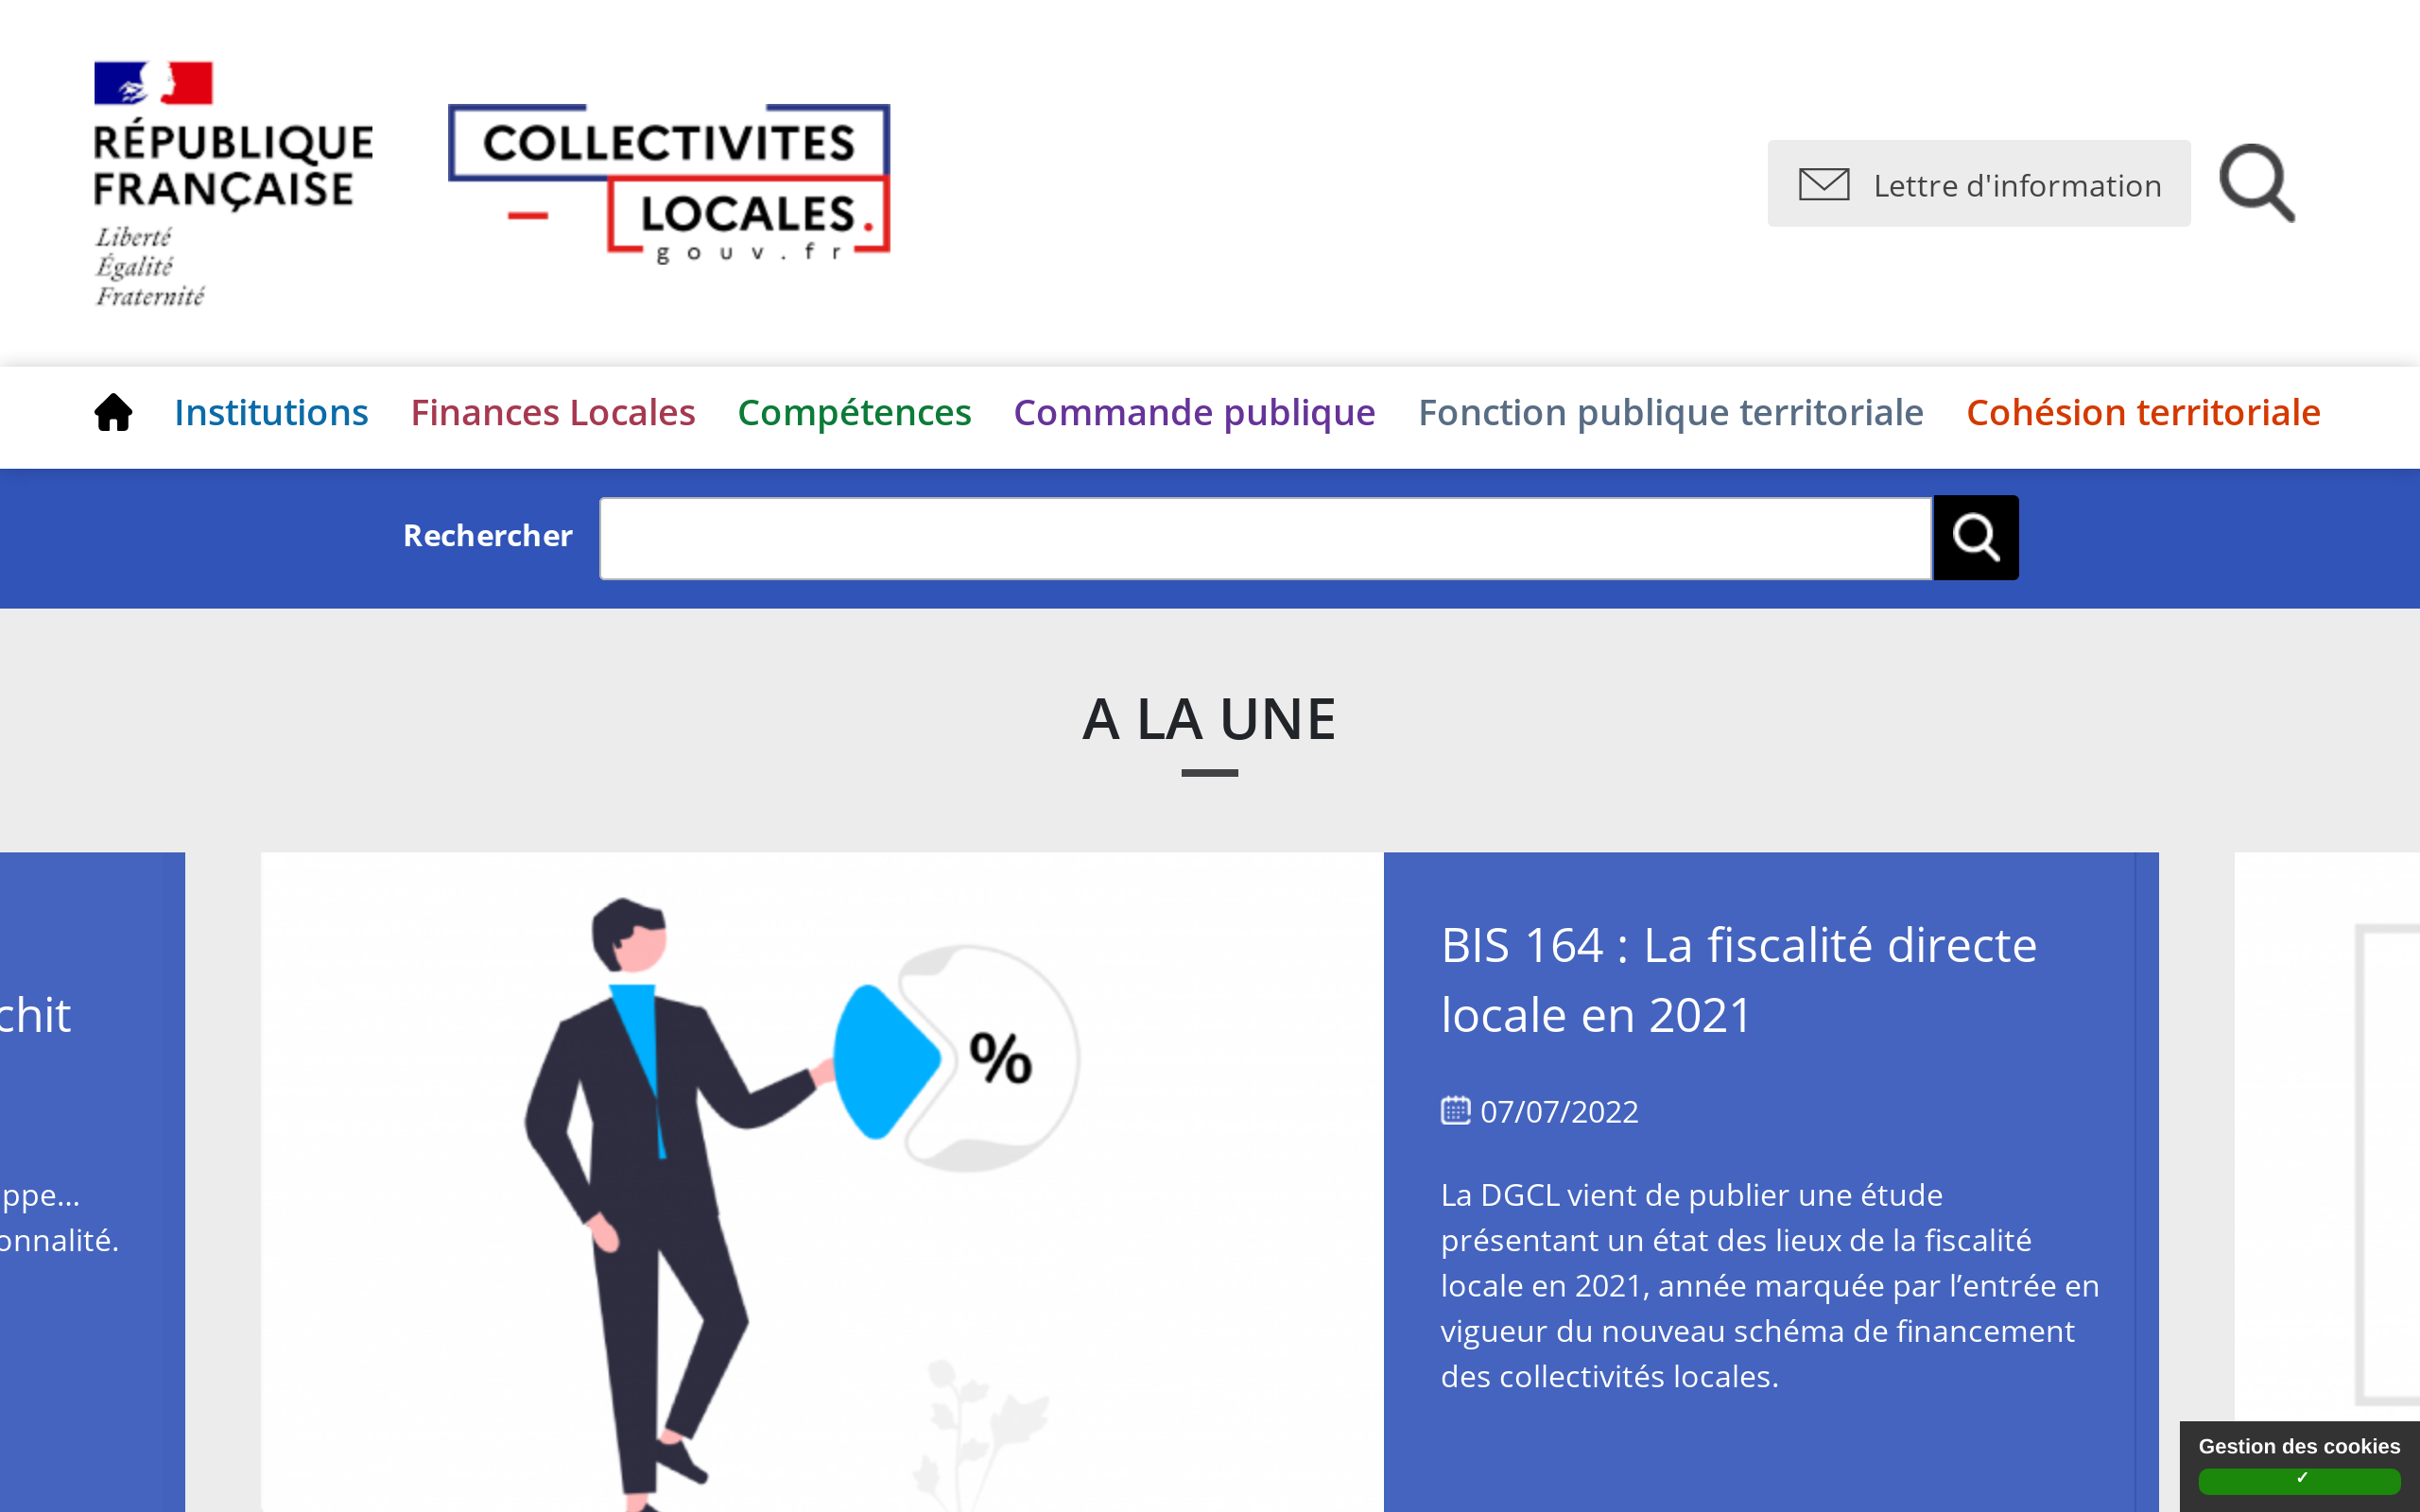 RÉPUBLIQUE
FRANÇAISE
Liberté
Égalité
Fraternité
COLLECTIVITES
LOCALES.
gouv.fr
Lettre d'information
Institutions Finances Locales Compétences Commande publique Fonction publique territoriale Cohésion territoriale
Rechercher
A LA UNE
chit
ppe...
onnalité.
%
BIS 164 : La fiscalité directe
locale en 2021
07/07/2022
La DGCL vient de publier une étude
présentant un état des lieux de la fiscalité
locale en 2021, année marquée par l’entrée en
vigueur du nouveau schéma de financement
des collectivités locales.
Gestion des cookies
✓